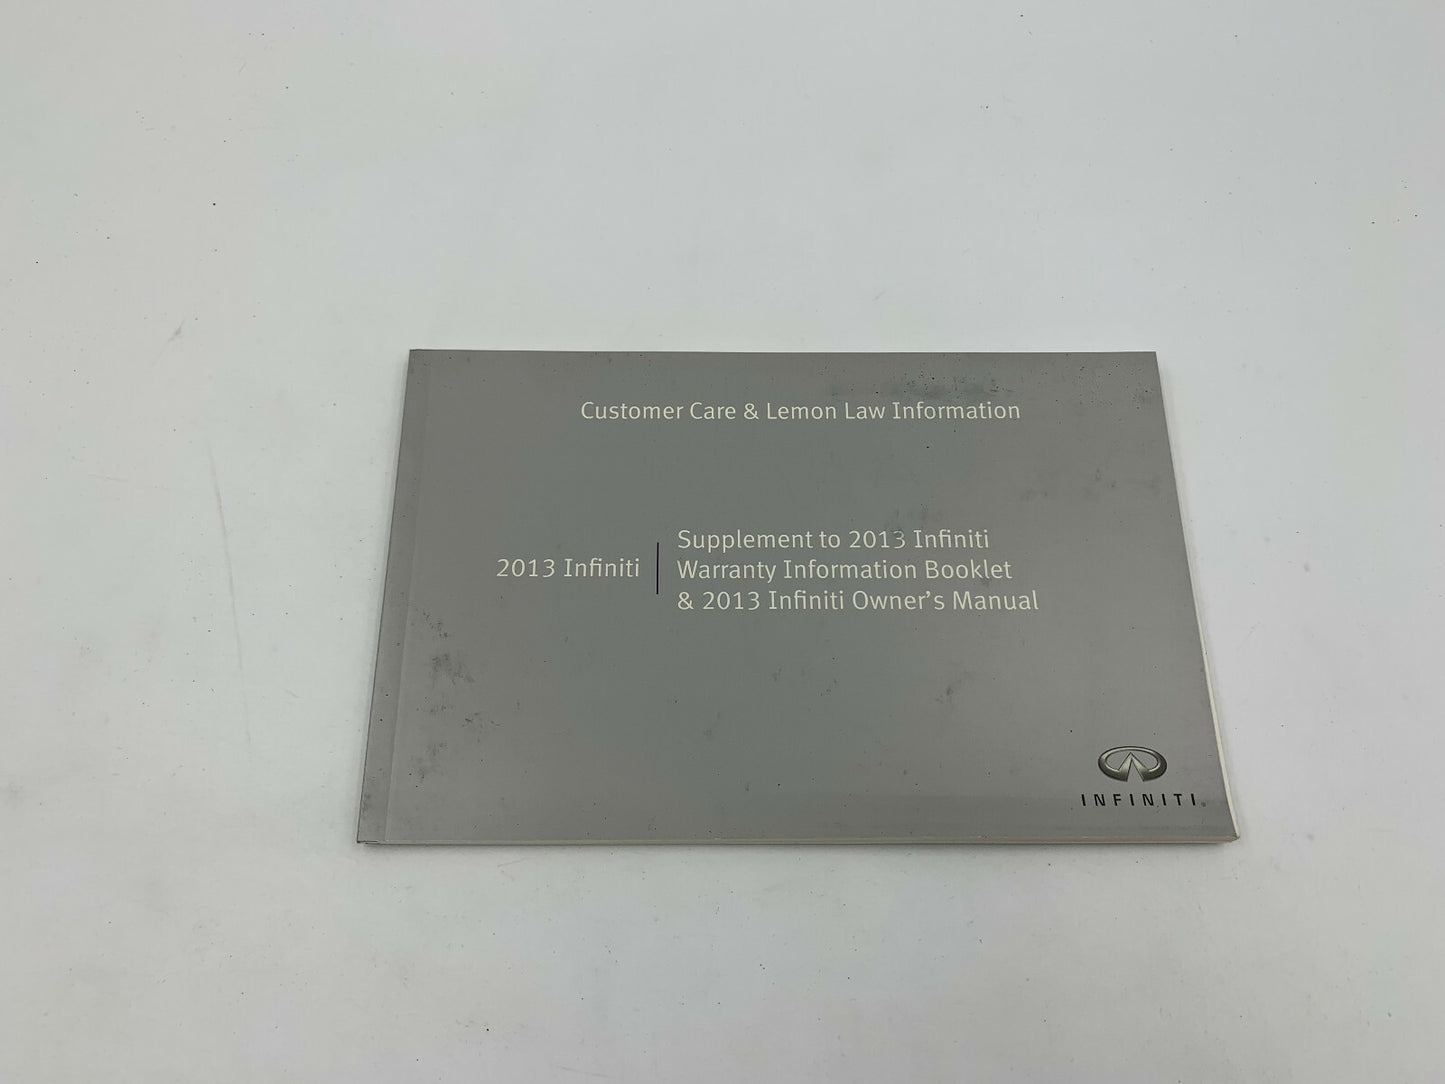 Customer Care & Lemon Law Information
2013 Infiniti
Supplement to 2013 Infiniti
Warranty Information Booklet
& 2013 Infiniti Owner's Manual
INFINITI®